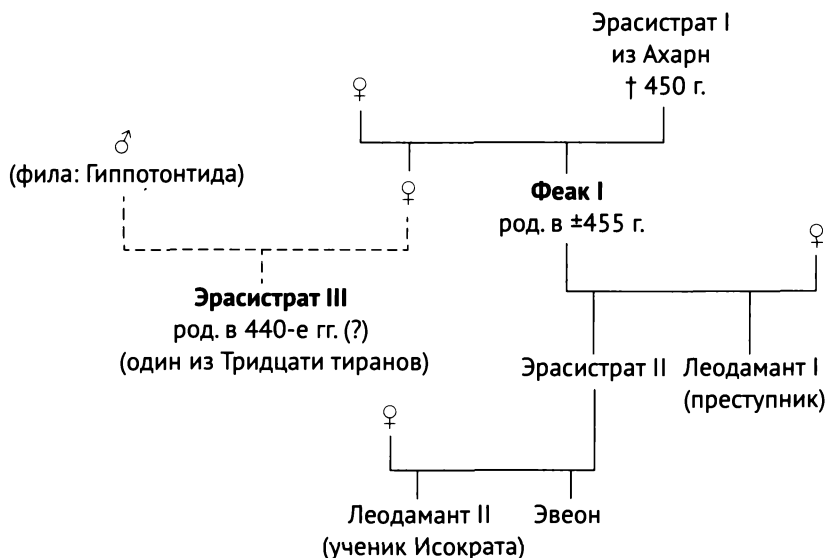 Эрасистрат I
из Ахарн
† 450 г.
♀
♂
(фила: Гиппотонтида)
♀
Феак I
род. в ±455 г.
♀
Эрасистрат III
род. в 440-е гг. (?)
(один из Тридцати тиранов)
Эрасистрат II
Леодамант I
(преступник)
♀
Леодамант II
(ученик Исократа)
Эвеон